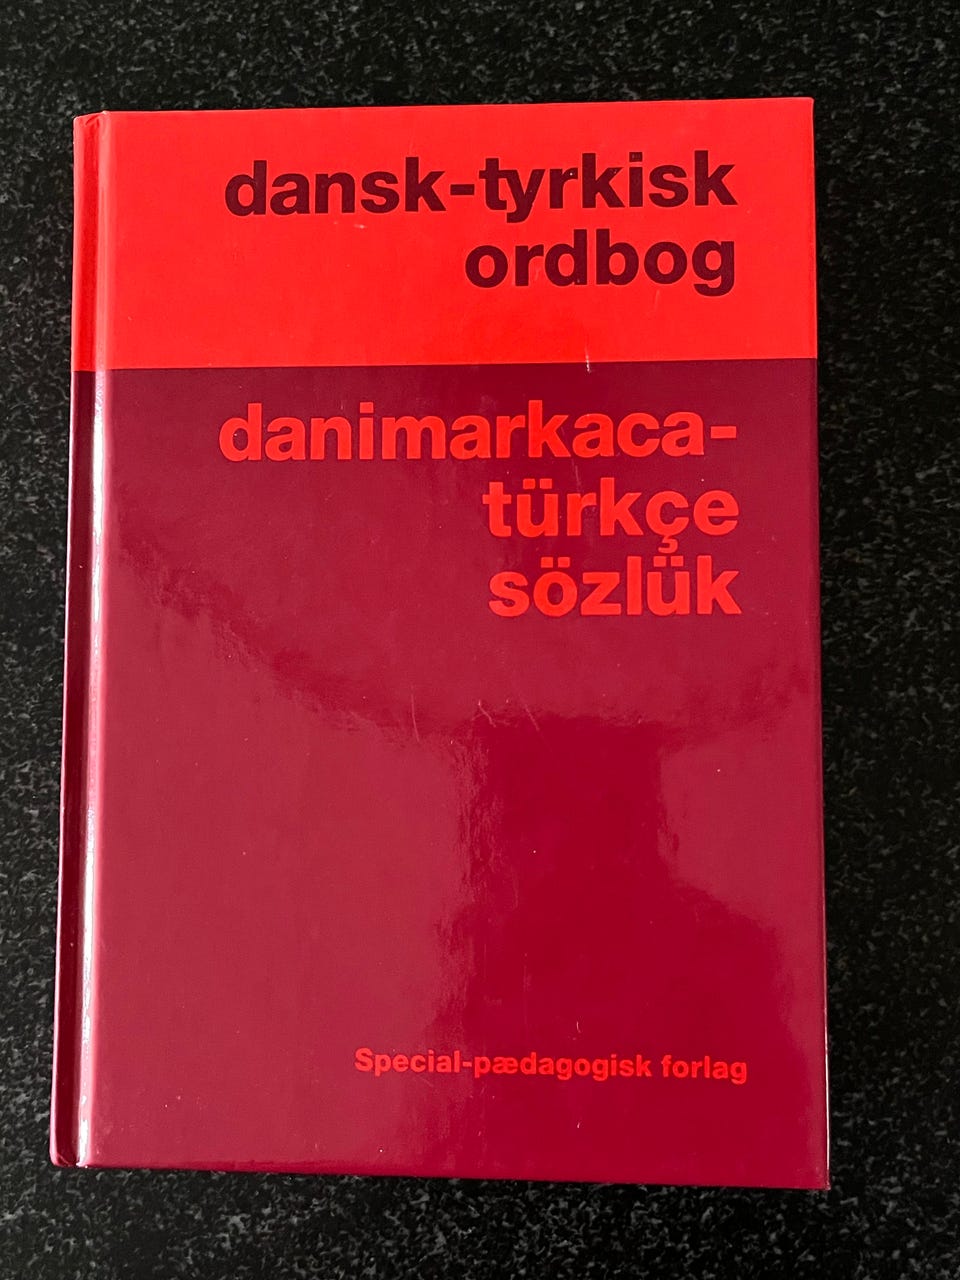 dansk-tyrkisk
ordbog
danimarkaca-
türkçe
sözlük
Special-pædagogisk forlag